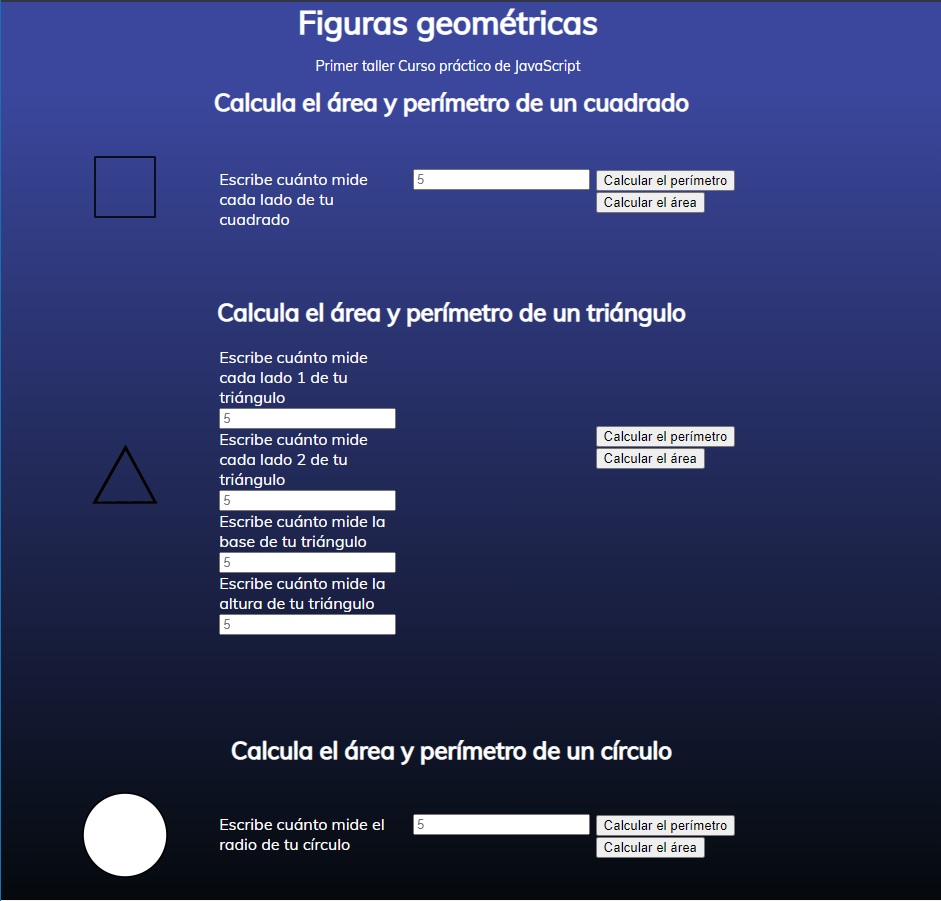 Figuras geométricas
Primer taller Curso práctico de JavaScript
Calcula el área y perímetro de un cuadrado
Escribe cuánto mide
cada lado de tu
cuadrado
5
Calcular el perímetro
Calcular el área
Calcula el área y perímetro de un triángulo
Escribe cuánto mide
cada lado 1 de tu
triángulo
5
Escribe cuánto mide
cada lado 2 de tu
triángulo
5
Escribe cuánto mide la
base de tu triángulo
5
Escribe cuánto mide la
altura de tu triángulo
5
Calcular el perímetro
Calcular el área
Calcula el área y perímetro de un círculo
Escribe cuánto mide el
radio de tu círculo
5
Calcular el perímetro
Calcular el área